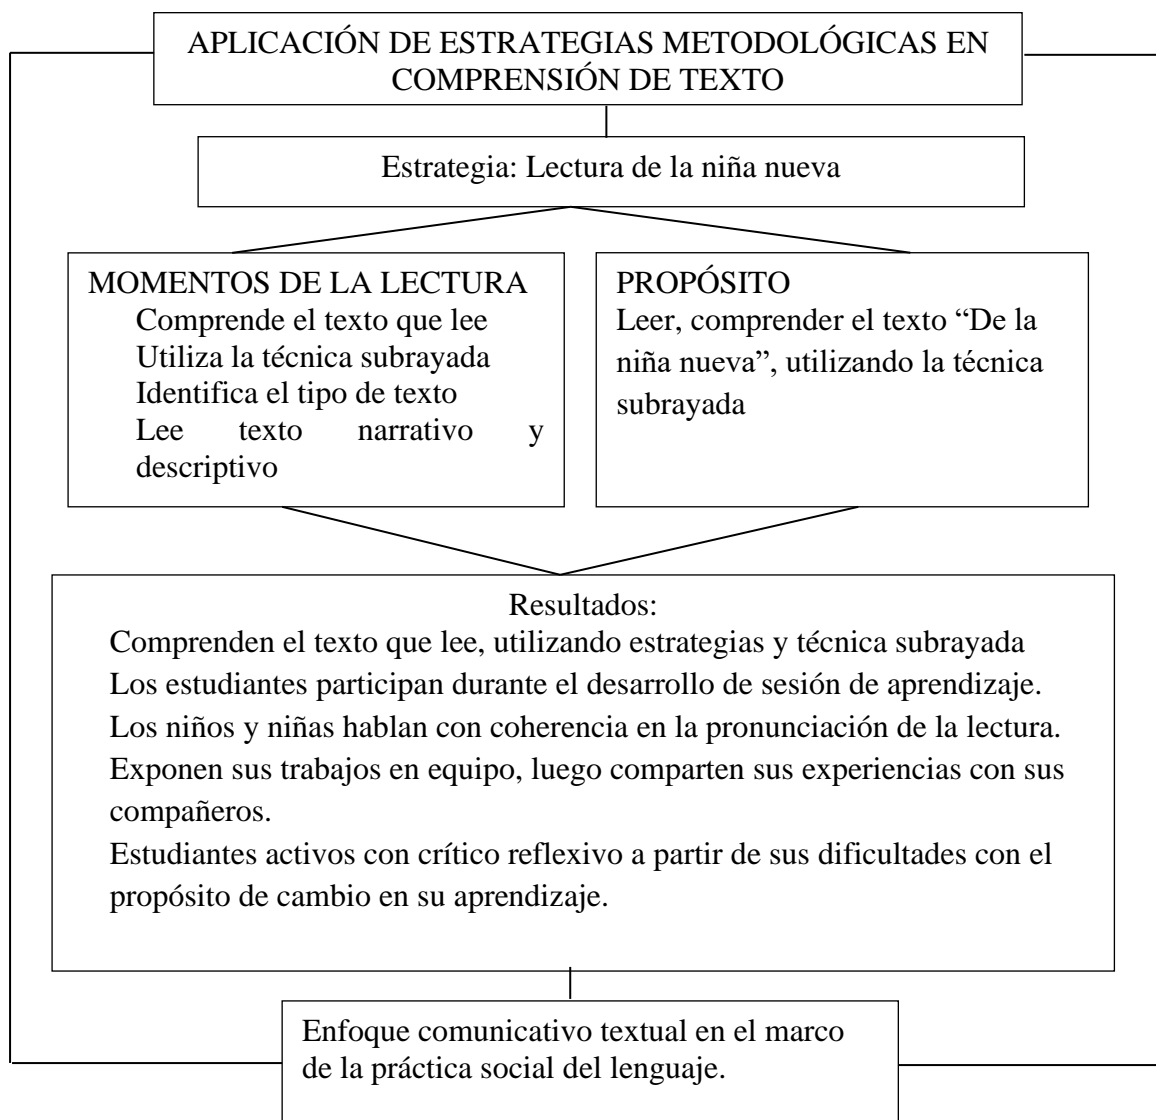 APLICACIÓN DE ESTRATEGIAS METODOLÓGICAS EN
COMPRENSIÓN DE TEXTO
Estrategia: Lectura de la niña nueva
MOMENTOS DE LA LECTURA
Comprende el texto que lee
Utiliza la técnica subrayada
Identifica el tipo de texto
Lee texto narrativo y
descriptivo
PROPÓSITO
Leer, comprender el texto “De la
niña nueva”, utilizando la técnica
subrayada
Resultados:
Comprenden el texto que lee, utilizando estrategias y técnica subrayada
Los estudiantes participan durante el desarrollo de sesión de aprendizaje.
Los niños y niñas hablan con coherencia en la pronunciación de la lectura.
Exponen sus trabajos en equipo, luego comparten sus experiencias con sus
compañeros.
Estudiantes activos con crítico reflexivo a partir de sus dificultades con el
propósito de cambio en su aprendizaje.
Enfoque comunicativo textual en el marco
de la práctica social del lenguaje.